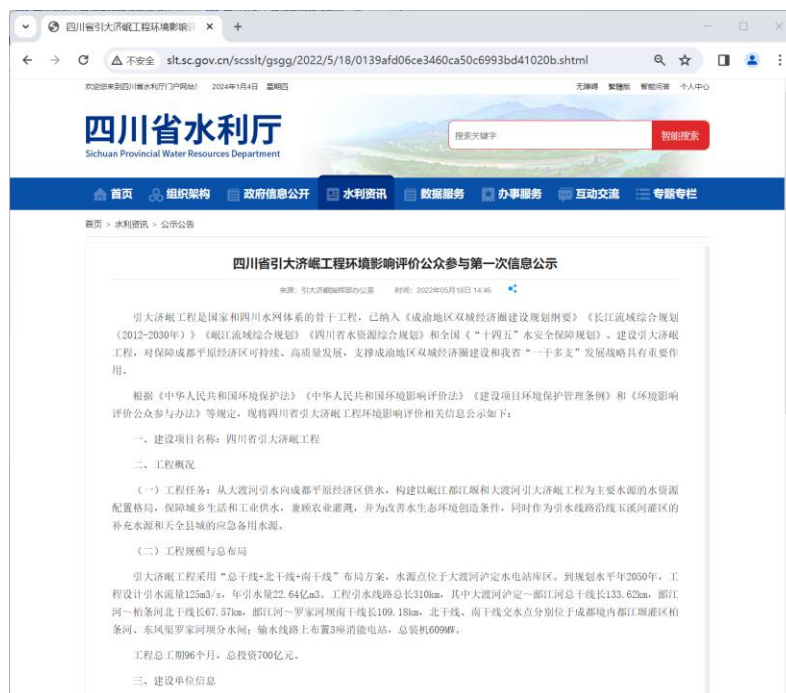 四川省引大济岷工程环境影响评
不安全 slt.sc.gov.cn/scsslt/gsgg/2022/5/18/0139afd06ce3460ca50c6993bd41020b.shtml
欢迎您来到四川省水利厅门户网站! 2024年1月4日 星期四 无障碍 繁體版 智能问答 个人中心
四川省水利厅
Sichuan Provincial Water Resources Department
搜索关键字 智能搜索
首页 组织架构 政府信息公开 水利资讯 数据服务 办事服务 互动交流 专题专栏
首页 > 水利资讯 > 公示公告
四川省引大济岷工程环境影响评价公众参与第一次信息公示
来源: 引大济岷指挥部办公室 时间: 2022年05月18日 14:46
引大济岷工程是国家和四川水网体系的骨干工程,已纳入《成渝地区双城经济圈建设规划纲要》《长江流域综合规划
(2012-2030年)》《岷江流域综合规划》《四川省水资源综合规划》和全国《“十四五”水安全保障规划》。建设引大济岷
工程,对保障成都平原经济区可持续、高质量发展,支撑成渝地区双城经济圈建设和我省“一干多支”发展战略具有重要作
用。
根据《中华人民共和国环境保护法》《中华人民共和国环境影响评价法》《建设项目环境保护管理条例》和《环境影响
评价公众参与办法》等规定,现将四川省引大济岷工程环境影响评价相关信息公示如下:
一、建设项目名称: 四川省引大济岷工程
二、工程概况
(一)工程任务: 从大渡河引水向成都平原经济区供水,构建以岷江都江堰和大渡河引大济岷工程为主要水源的水资源
配置格局,保障城乡生活和工业供水,兼顾农业灌溉,并为改善水生态环境创造条件,同时作为引水线路沿线玉溪河灌区的
补充水源和天全县城的应急备用水源。
(二)工程规模与总布局
引大济岷工程采用“总干线+北干线+南干线”布局方案,水源点位于大渡河泸定水电站库区。到规划水平年2050年,工
程设计引水流量125m3/s,年引水量22.64亿m3。工程引水线路总长310km,其中大渡河泸定~䢺江河总干线长133.62km,䢺江
河~柏条河北干线长67.57km,䢺江河~罗家河坝南干线长109.18km,北干线、南干线交水点分别位于成都境内都江堰灌区柏
条河、东风渠罗家河坝分水闸;输水线路上布置3座消能电站,总装机609MW。
工程总工期96个月,总投资700亿元。
三、建设单位信息